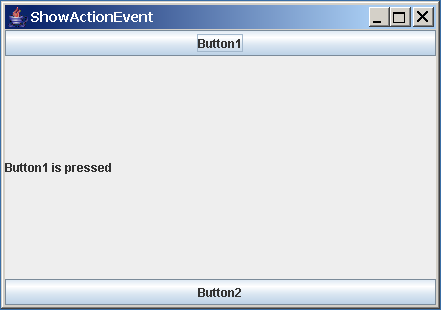 ShowActionEvent
Button1
Button1 is pressed
Button2